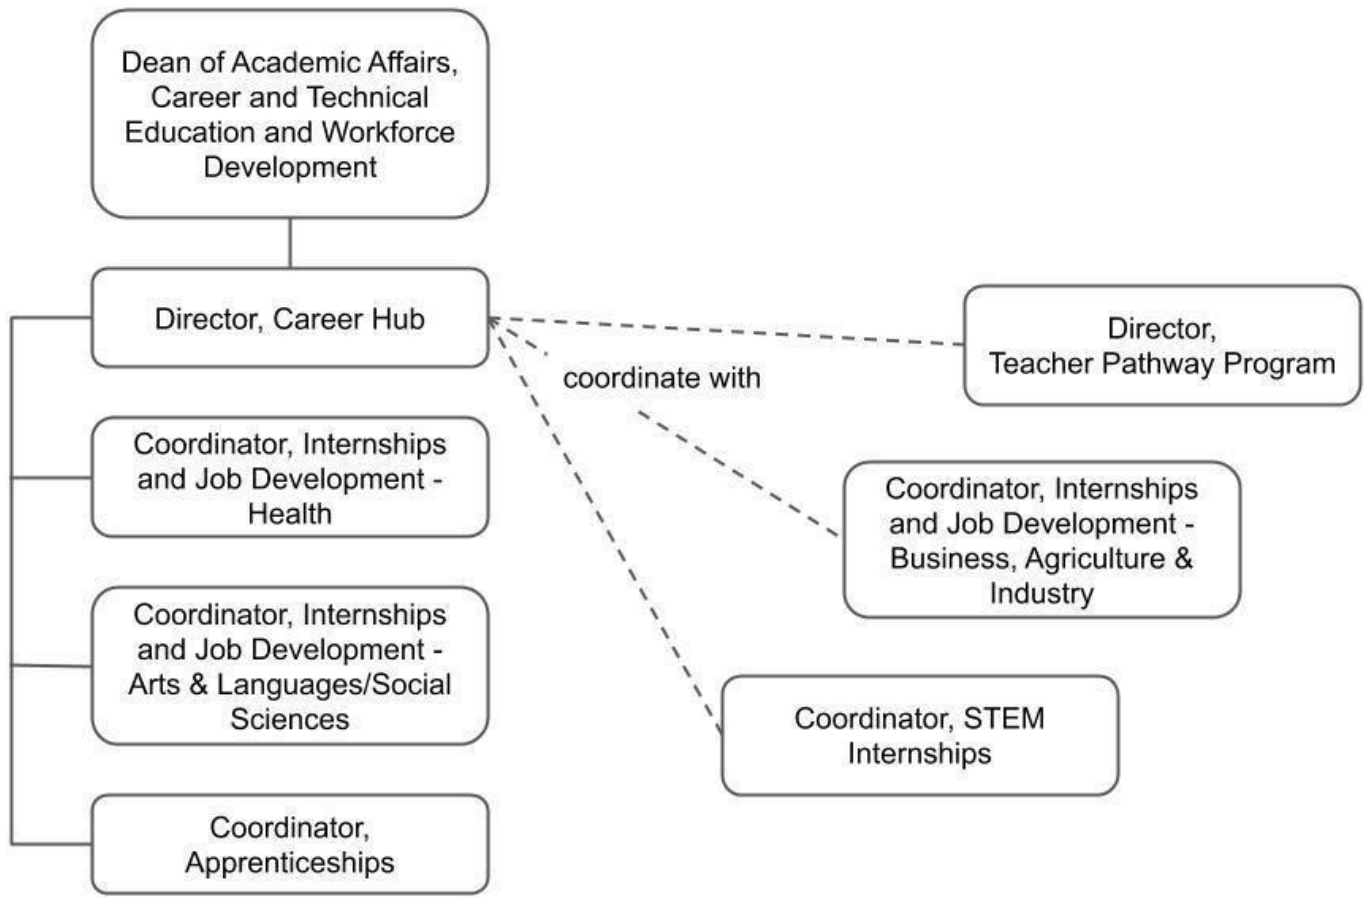 Dean of Academic Affairs,
Career and Technical
Education and Workforce
Development
Director, Career Hub
Director,
Teacher Pathway Program
coordinate with
Coordinator, Internships
and Job Development -
Health
Coordinator, Internships
and Job Development -
Business, Agriculture &
Industry
Coordinator, Internships
and Job Development -
Arts & Languages/Social
Sciences
Coordinator, STEM
Internships
Coordinator,
Apprenticeships